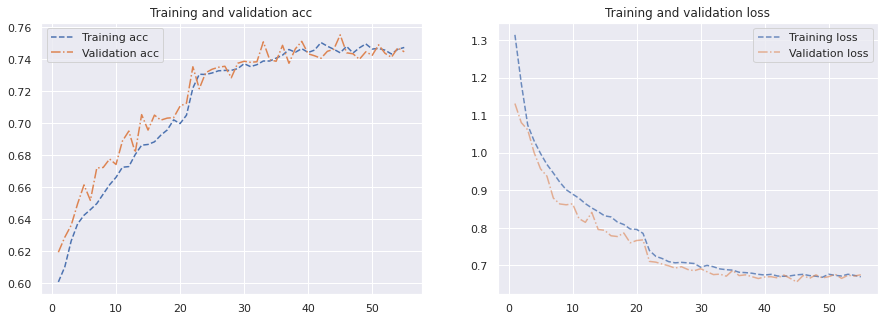 Training and validation acc
Training acc
Validation acc
0.76
0.74
0.72
0.70
0.68
0.66
0.64
0.62
0.60
0 10 20 30 40 50
Training and validation loss
Training loss
Validation loss
1.3
1.2
1.1
1.0
0.9
0.8
0.7
0 10 20 30 40 50